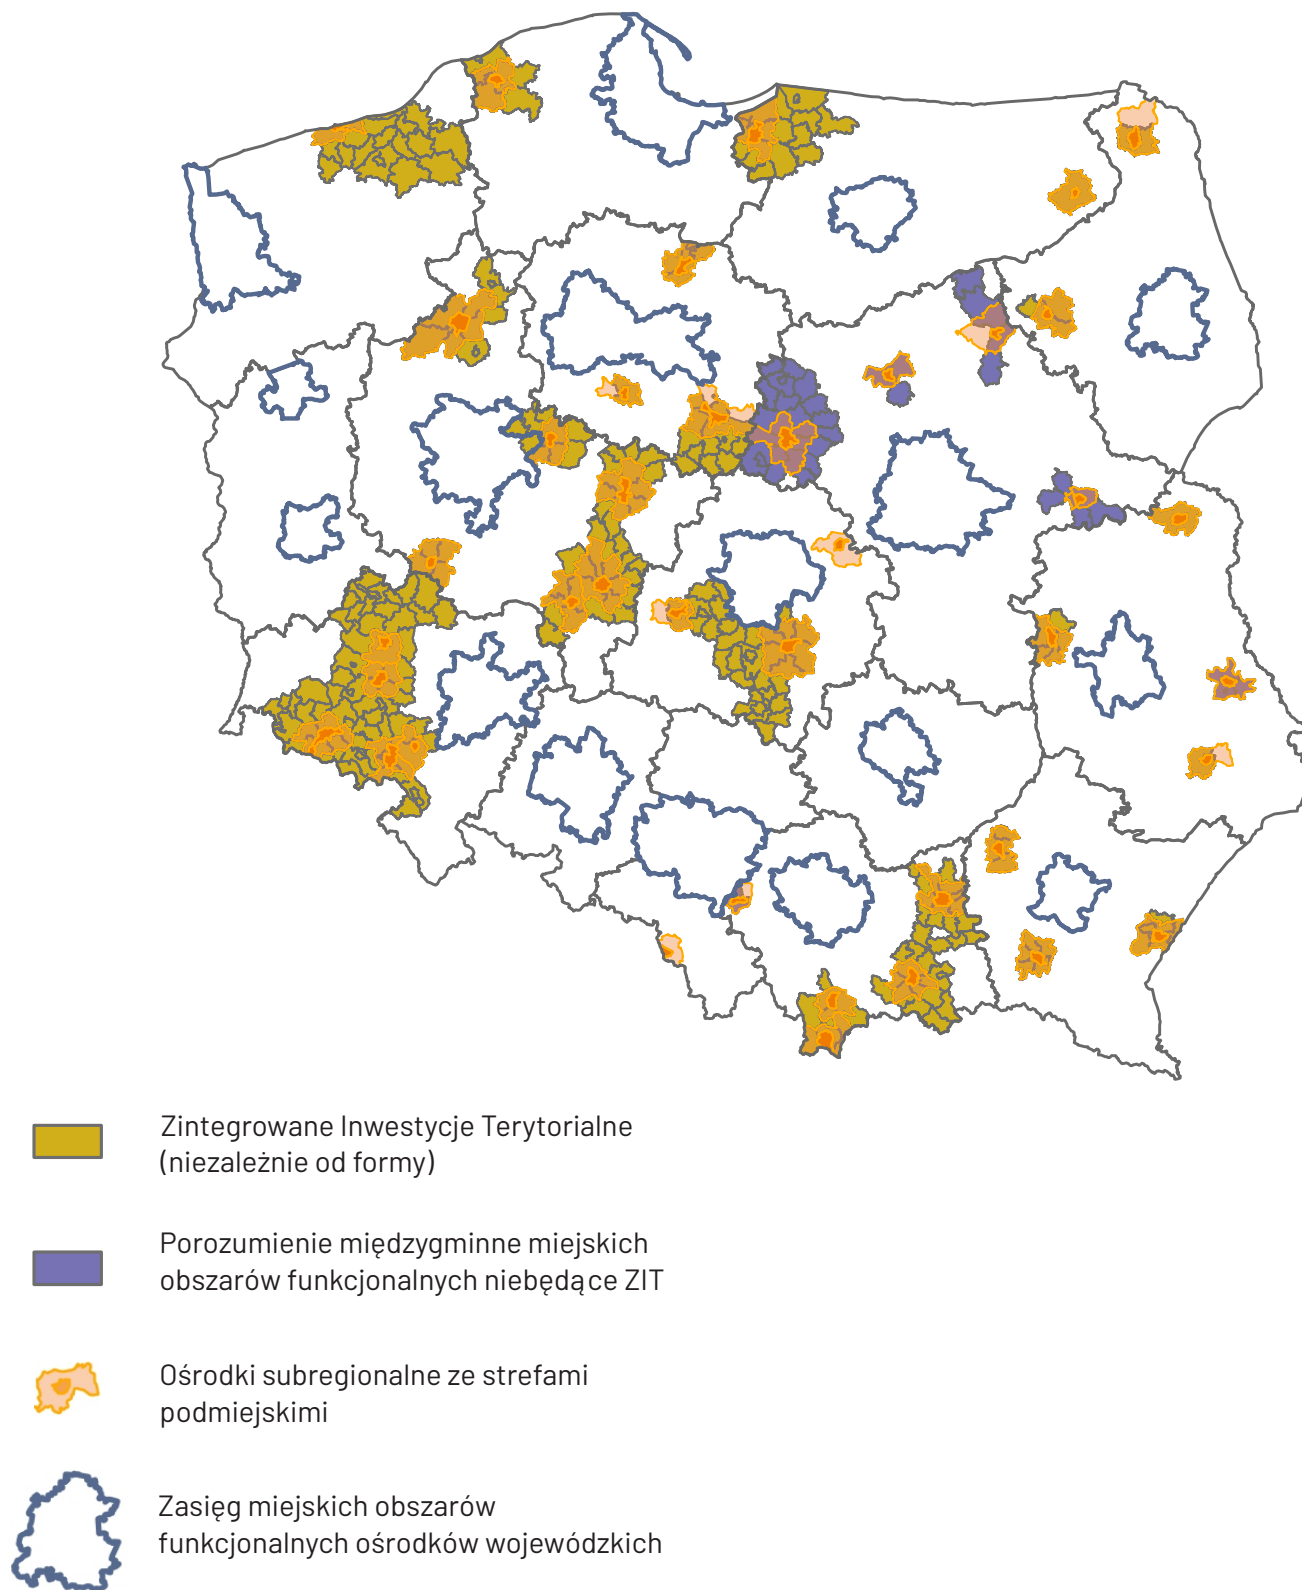 Zintegrowane Inwestycje Terytorialne
(niezależnie od formy)
Porozumienie międzygminne miejskich
obszarów funkcjonalnych niebędące ZIT
Ośrodki subregionalne ze strefami
podmiejskimi
Zasięg miejskich obszarów
funkcjonalnych ośrodków wojewódzkich